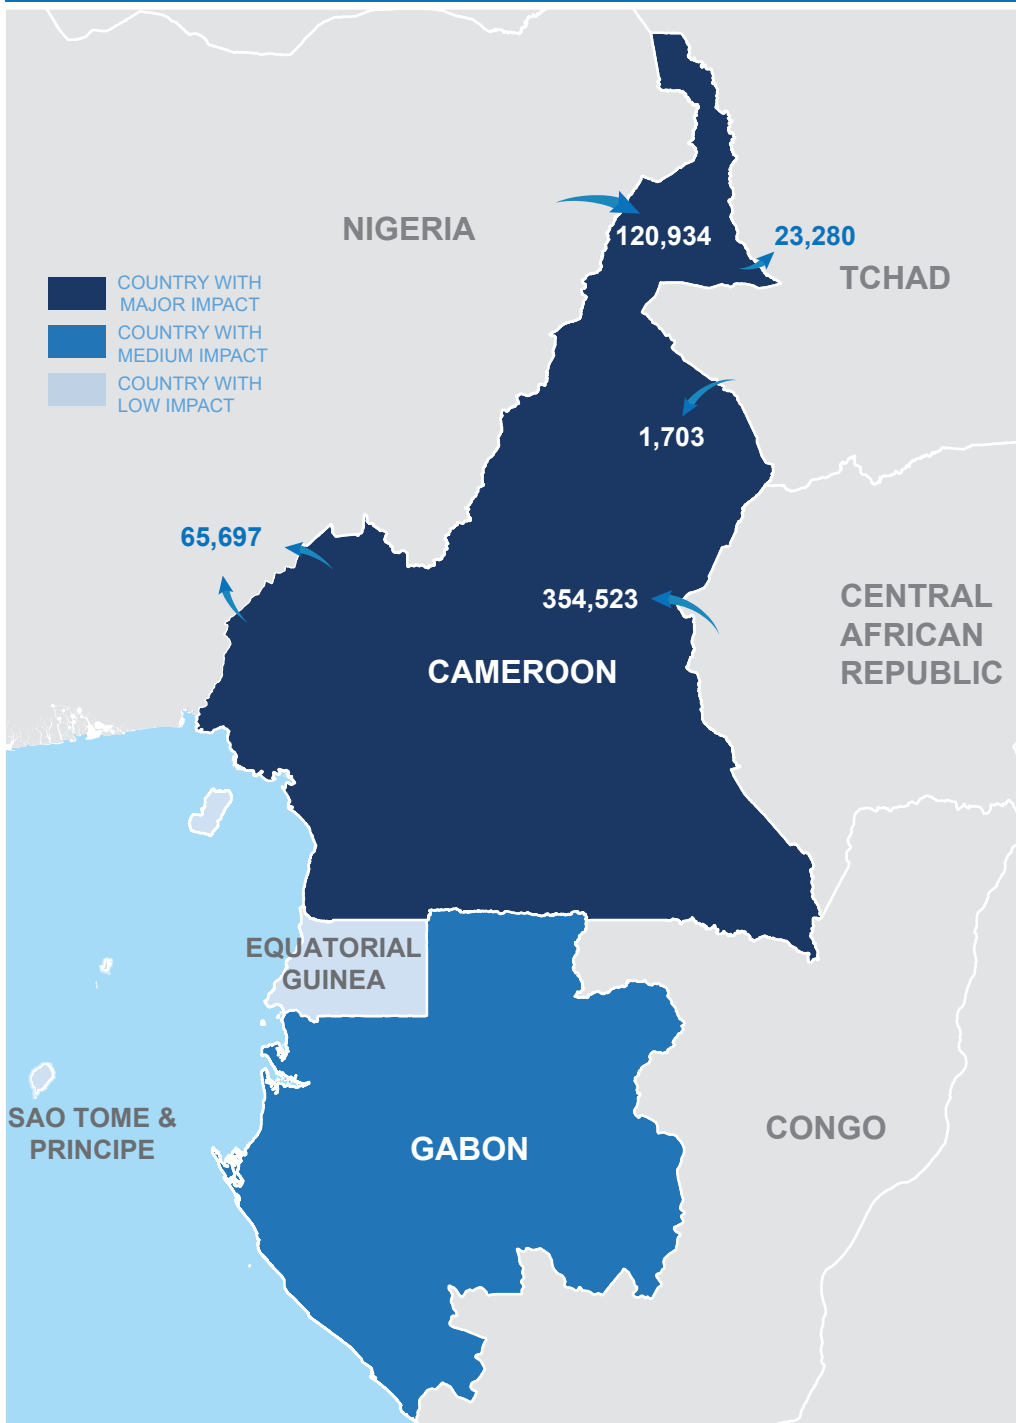 NIGERIA
120,934
23,280
TCHAD
COUNTRY WITH
MAJOR IMPACT
COUNTRY WITH
MEDIUM IMPACT
COUNTRY WITH
LOW IMPACT
1,703
65,697
354,523
CENTRAL
AFRICAN
REPUBLIC
CAMEROON
EQUATORIAL
GUINEA
SAO TOME &
PRINCIPE
GABON
CONGO